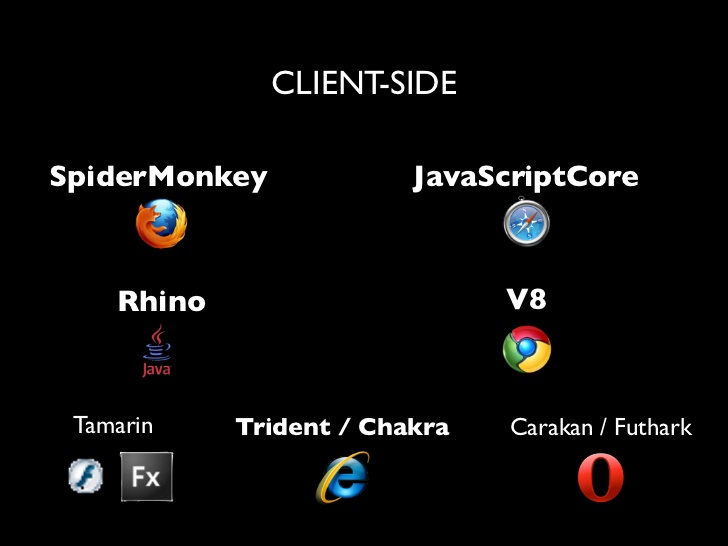 CLIENT-SIDE
SpiderMonkey
JavaScriptCore
Rhino
V8
Java
Tamarin
Trident / Chakra
Carakan / Futhark
Fx